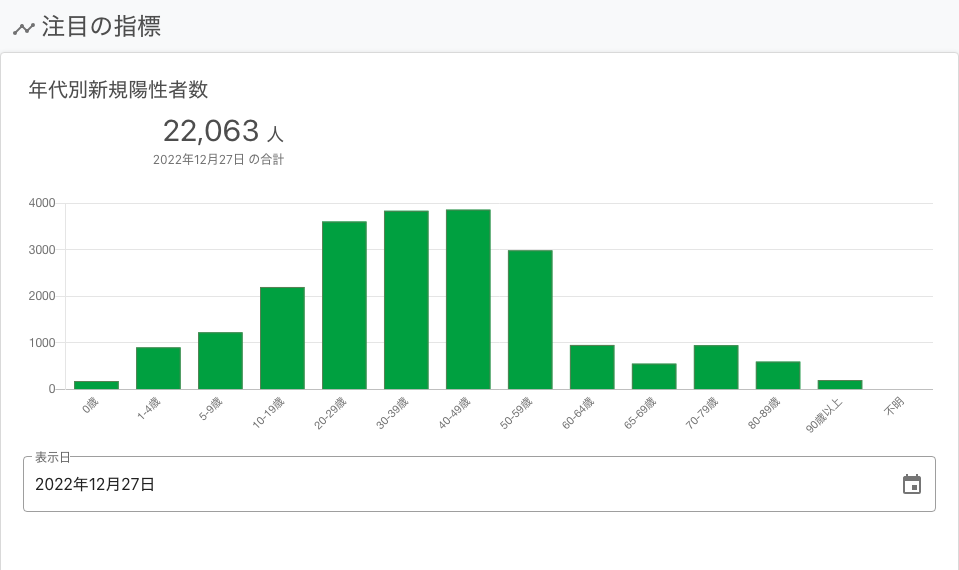 注目の指標
年代別新規陽性者数
22,063 人
2022年12月27日 の合計
4000
3000
2000
1000
0
0歳
1-4歳
5-9歳
10-19歳
20-29歳
30-39歳
40-49歳
50-59歳
60-64歳
65-69歳
70-79歳
80-89歳
90歳以上
不明
表示日
2022年12月27日